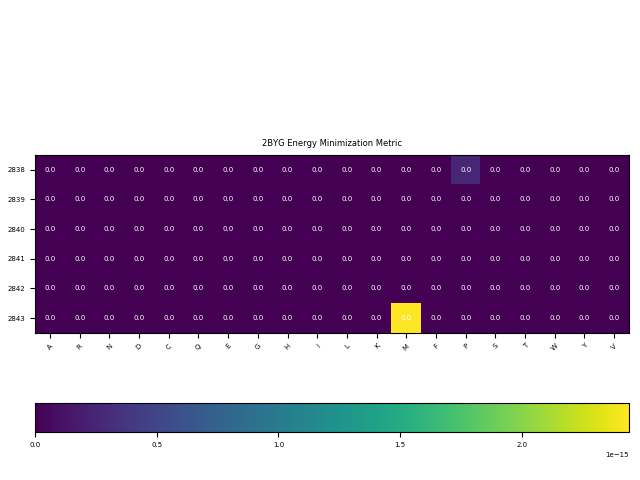 2BYG Energy Minimization Metric
2838 0.0 0.0 0.0 0.0 0.0 0.0 0.0 0.0 0.0 0.0 0.0 0.0 0.0 0.0 0.0 0.0 0.0 0.0 0.0 0.0
2839 0.0 0.0 0.0 0.0 0.0 0.0 0.0 0.0 0.0 0.0 0.0 0.0 0.0 0.0 0.0 0.0 0.0 0.0 0.0 0.0
2840 0.0 0.0 0.0 0.0 0.0 0.0 0.0 0.0 0.0 0.0 0.0 0.0 0.0 0.0 0.0 0.0 0.0 0.0 0.0 0.0
2841 0.0 0.0 0.0 0.0 0.0 0.0 0.0 0.0 0.0 0.0 0.0 0.0 0.0 0.0 0.0 0.0 0.0 0.0 0.0 0.0
2842 0.0 0.0 0.0 0.0 0.0 0.0 0.0 0.0 0.0 0.0 0.0 0.0 0.0 0.0 0.0 0.0 0.0 0.0 0.0 0.0
2843 0.0 0.0 0.0 0.0 0.0 0.0 0.0 0.0 0.0 0.0 0.0 0.0 0.0 0.0 0.0 0.0 0.0 0.0 0.0 0.0
A R N D C Q E G H I L K M F P S T W Y V
0.0 0.5 1.0 1.5 2.0
1e−15